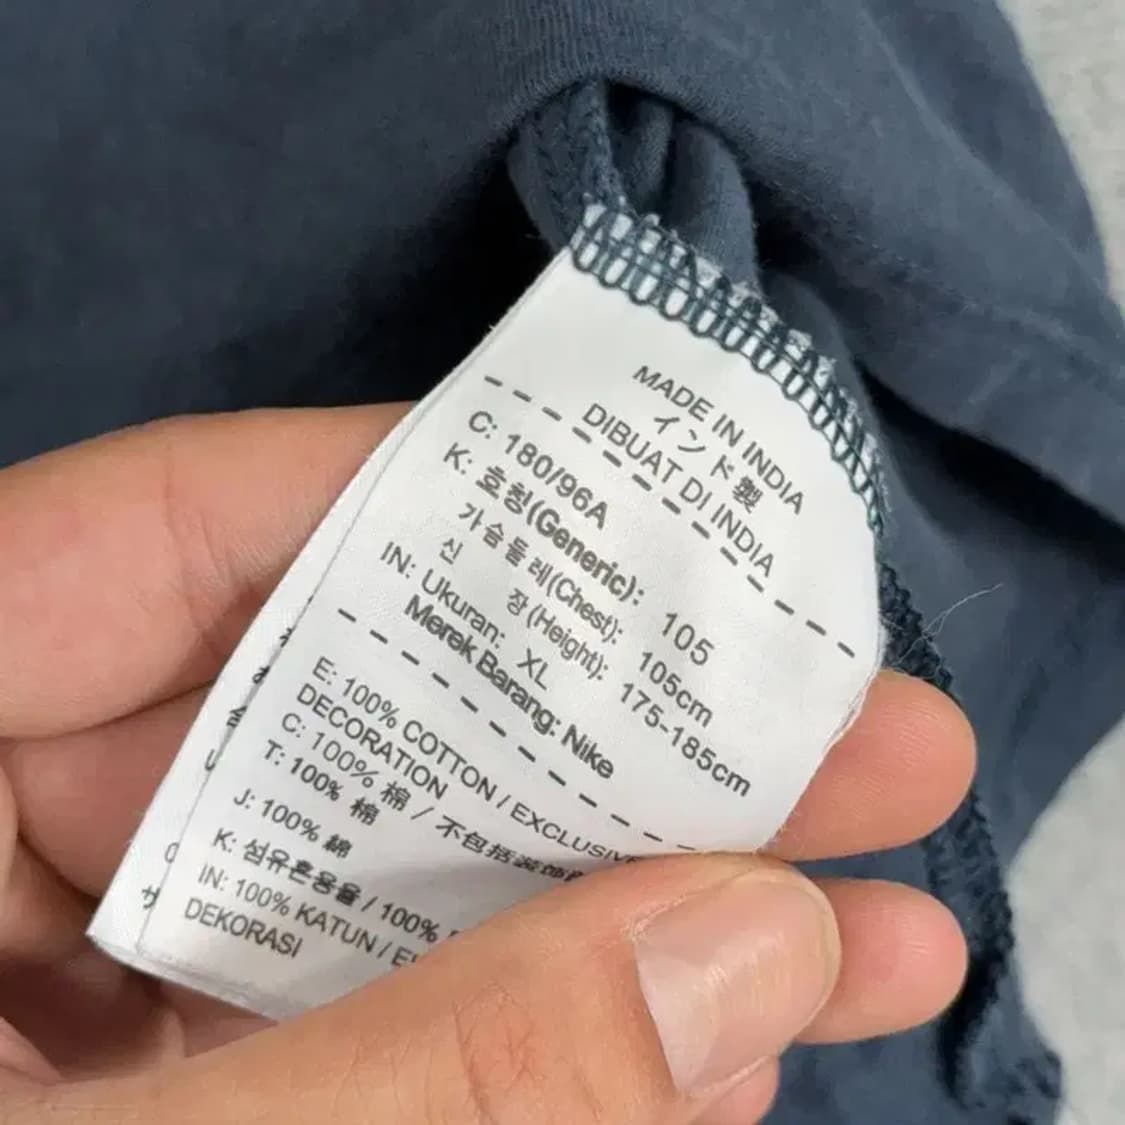 MADE IN INDIA
インド製
DIBUAT DI INDIA
C: 180/96A
K: 호칭(Generic): 105
가슴둘레(Chest): 105cm
신 장(Height): 175-185cm
IN: Ukuran: XL
Merek Barang: Nike
E: 100% COTTON / EXCLUSIVE
DECORATION
C: 100% 棉 / 不包括装饰
T: 100% 棉
J: 100% 綿
K: 섬유혼용율 / 100%
IN: 100% KATUN /
DEKORASI